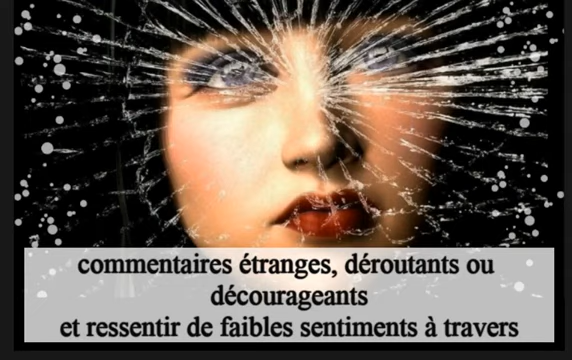 commentaires étranges, déroutants ou
décourageants
et ressentir de faibles sentiments à travers